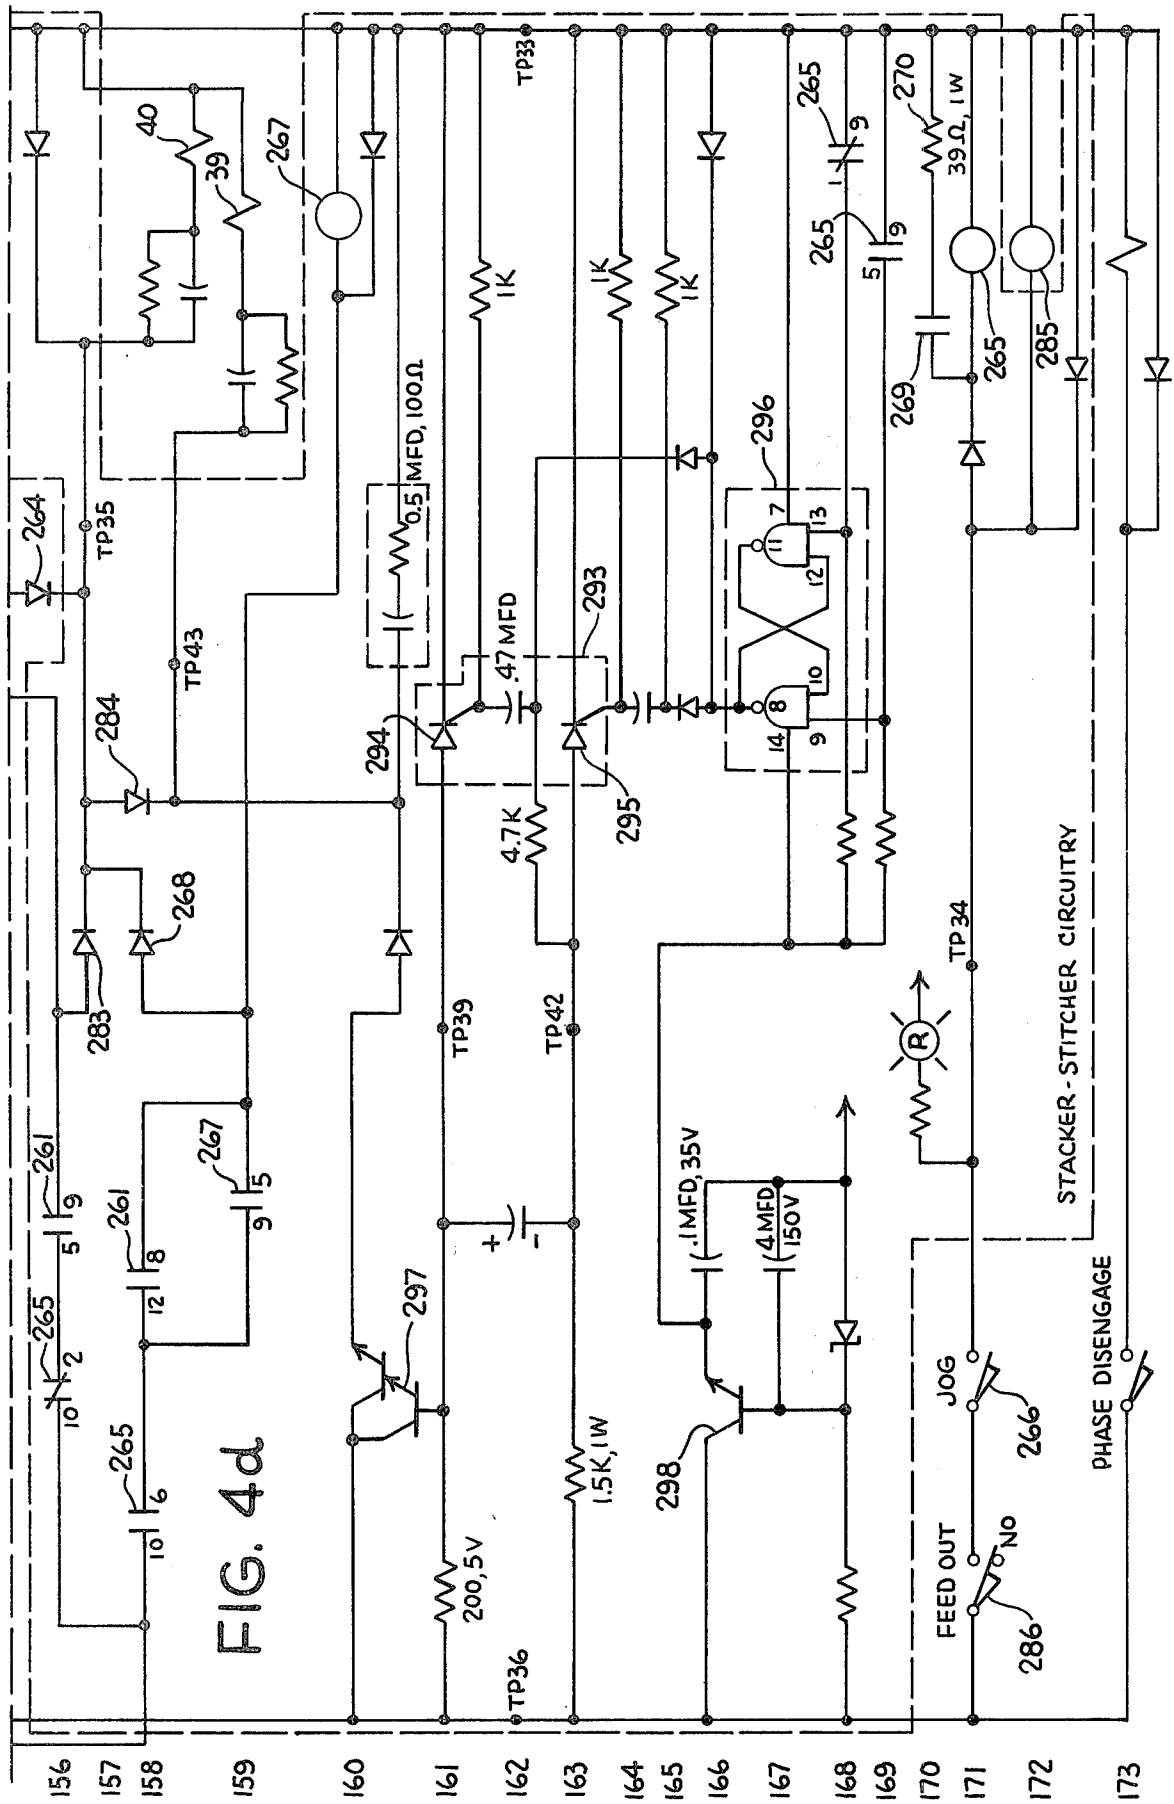 FIG. 4d
156
157
158
159
160
161
162
163
164
165
166
167
168
169
170
171
172
173
265
10
2
261
5
9
283
284
TP35
264
40
39
265
10
6
261
12
8
268
267
9
5
TP43
267
297
0.5 MFD, 100Ω
200, 5V
TP39
294
1K
TP36
+
-
4.7K
.47 MFD
TP33
1.5K, 1W
TP42
295
293
1K
1K
298
.1MFD, 35V
4 MFD
150V
296
14
8
9
10
11
12
7
13
265
1
9
265
5
9
R
269
270
39Ω, 1W
FEED OUT
NO
286
JOG
266
TP34
265
285
STACKER-STITCHER CIRCUITRY
PHASE DISENGAGE